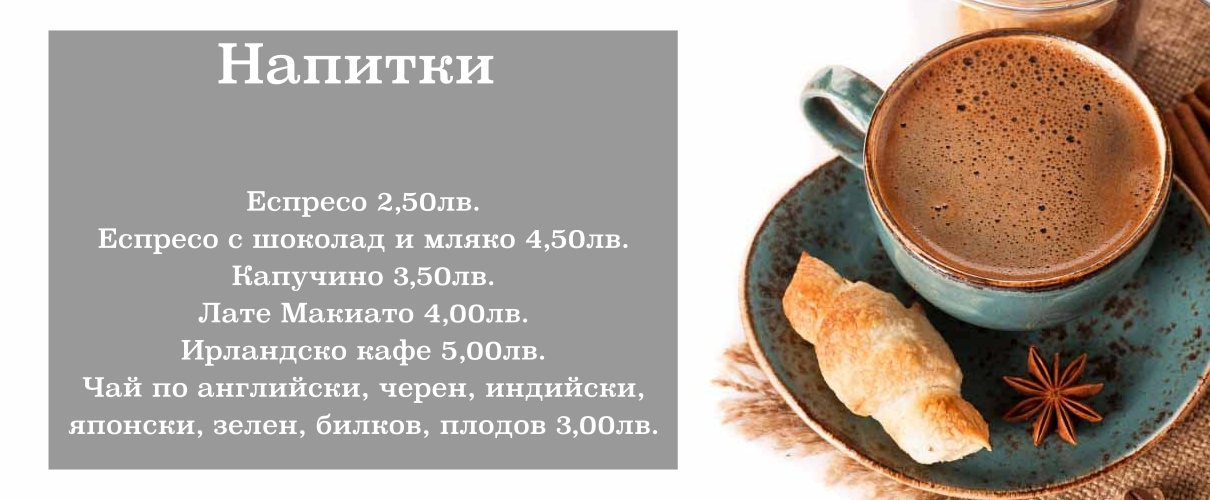 Напитки
Еспресо 2,50лв.
Еспресо с шоколад и мляко 4,50лв.
Капучино 3,50лв.
Лате Макиато 4,00лв.
Ирландско кафе 5,00лв.
Чай по английски, черен, индийски,
японски, зелен, билков, плодов 3,00лв.